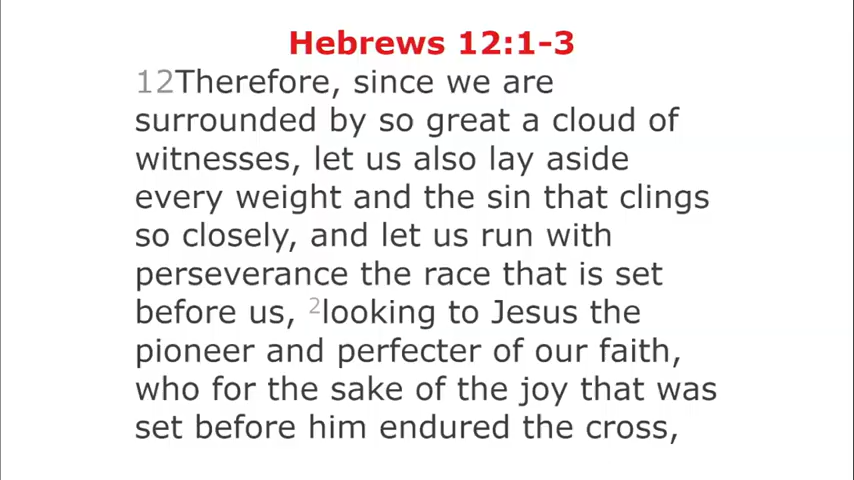 Hebrews 12:1-3
12Therefore, since we are
surrounded by so great a cloud of
witnesses, let us also lay aside
every weight and the sin that clings
so closely, and let us run with
perseverance the race that is set
before us, 2looking to Jesus the
pioneer and perfecter of our faith,
who for the sake of the joy that was
set before him endured the cross,